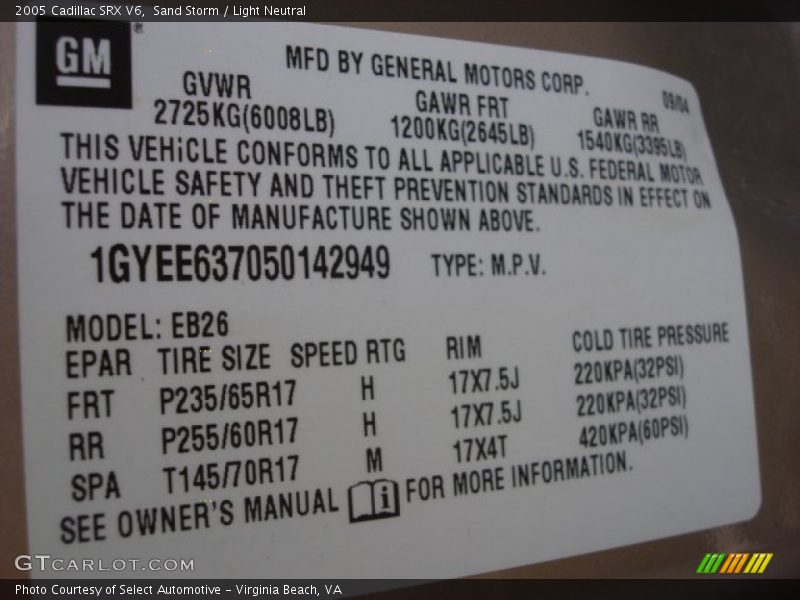 2005 Cadillac SRX V6,  Sand Storm / Light Neutral
GM
®
MFD BY GENERAL MOTORS CORP.
09/04
GVWR GAWR FRT GAWR RR
2725KG(6008LB) 1200KG(2645LB) 1540KG(3395LB)
THIS VEHiCLE CONFORMS TO ALL APPLICABLE U.S. FEDERAL MOTOR
VEHICLE SAFETY AND THEFT PREVENTION STANDARDS IN EFFECT ON
THE DATE OF MANUFACTURE SHOWN ABOVE.
1GYEE637050142949 TYPE: M.P.V.
MODEL: EB26
EPAR TIRE SIZE SPEED RTG RIM COLD TIRE PRESSURE
FRT P235/65R17 H 17X7.5J 220KPA(32PSI)
RR P255/60R17 H 17X7.5J 220KPA(32PSI)
SPA T145/70R17 M 17X4T 420KPA(60PSI)
SEE OWNER'S MANUAL i FOR MORE INFORMATION.
GTCARLOT.COM
Photo Courtesy of Select Automotive - Virginia Beach, VA